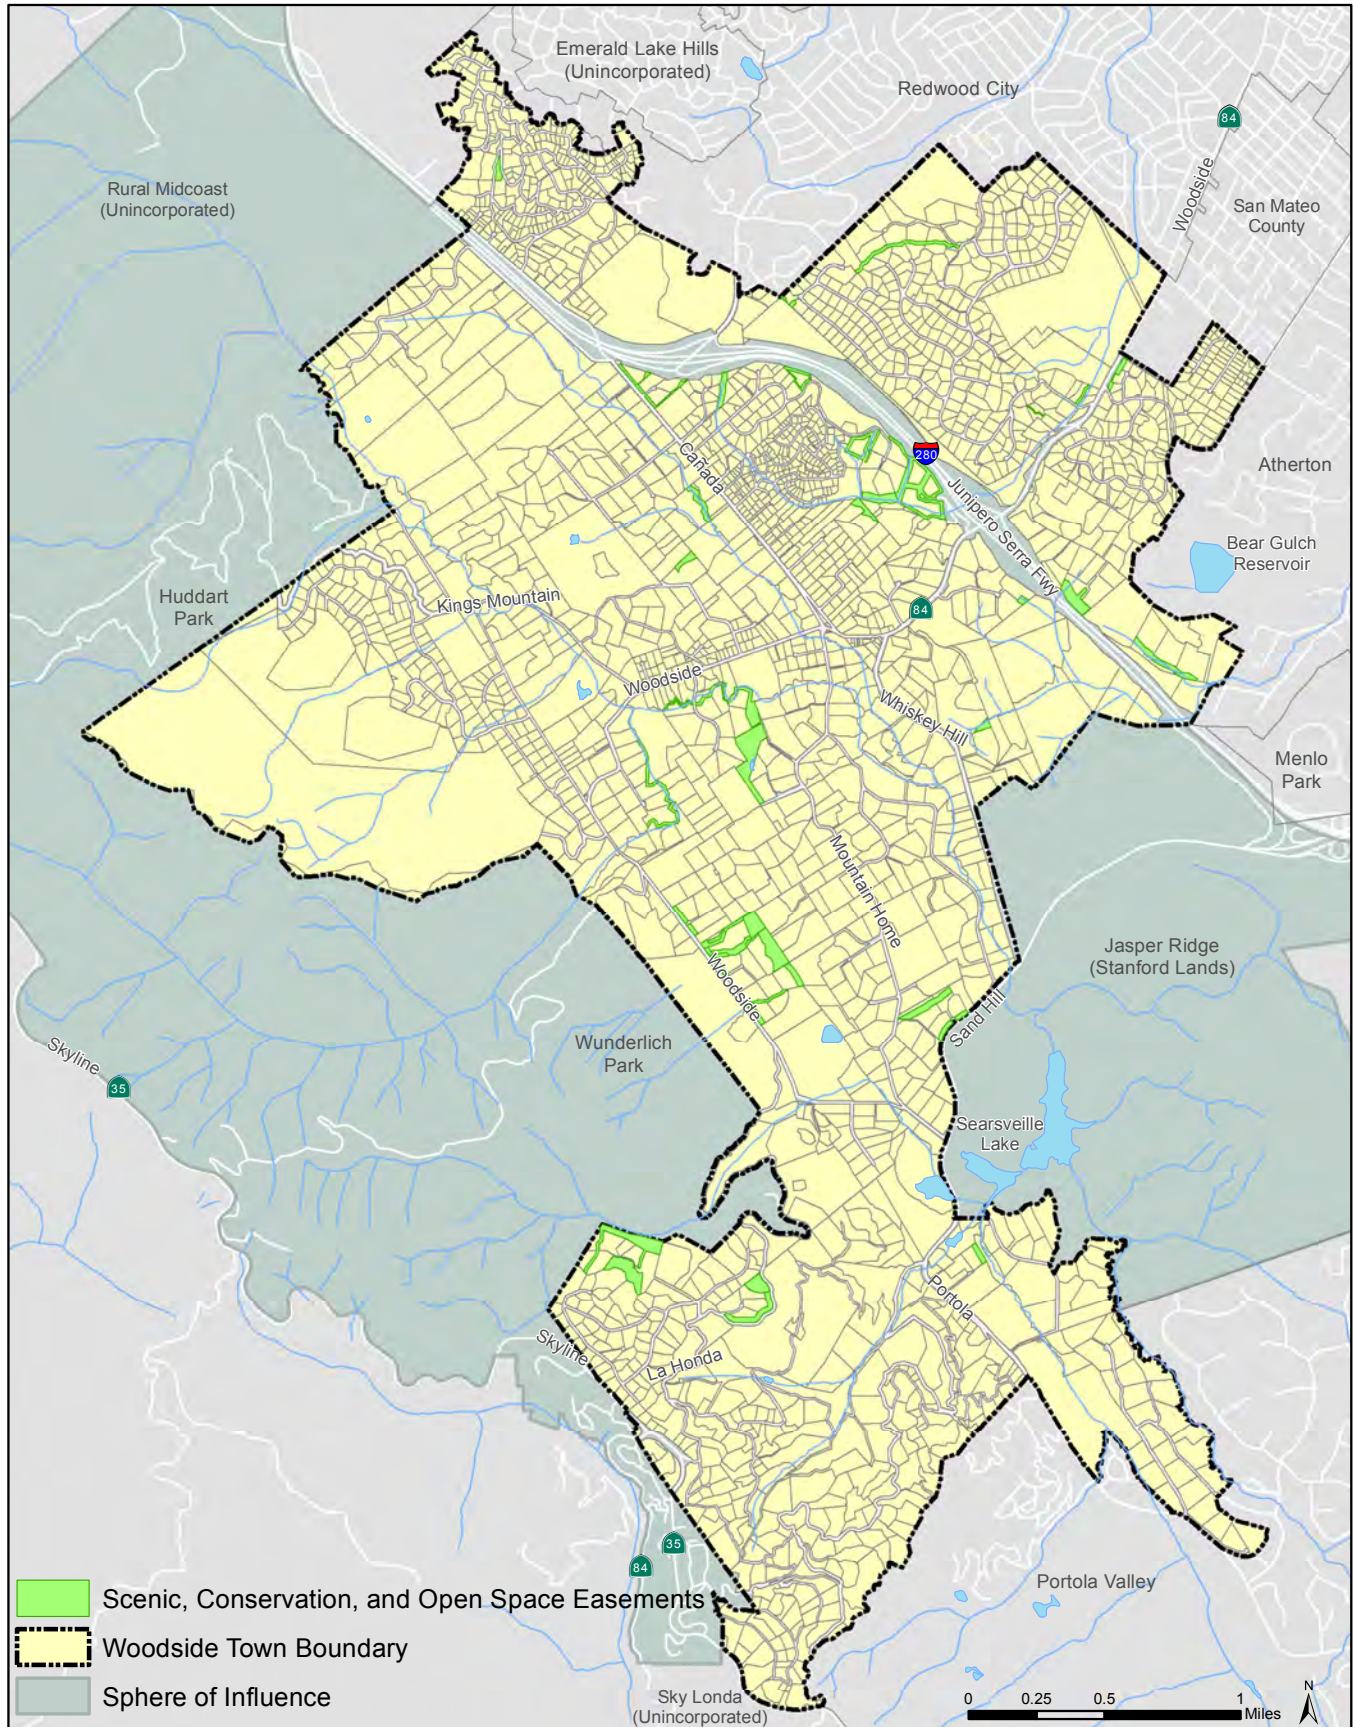 Emerald Lake Hills
(Unincorporated)
Redwood City
84
Woodside
San Mateo
County
Rural Midcoast
(Unincorporated)
Cañada
280
Junipero Serra Fwy
Atherton
Bear Gulch
Reservoir
Huddart
Park
Kings Mountain
84
Woodside
Whiskey Hill
Menlo
Park
Mountain Home
Jasper Ridge
(Stanford Lands)
Woodside
Sand Hill
Wunderlich
Park
Skyline
35
Searsveille
Lake
Portola
Skyline
La Honda
35
84
Portola Valley
Scenic, Conservation, and Open Space Easements
Woodside Town Boundary
Sphere of Influence
Sky Londa
(Unincorporated)
0 0.25 0.5 1
Miles
N